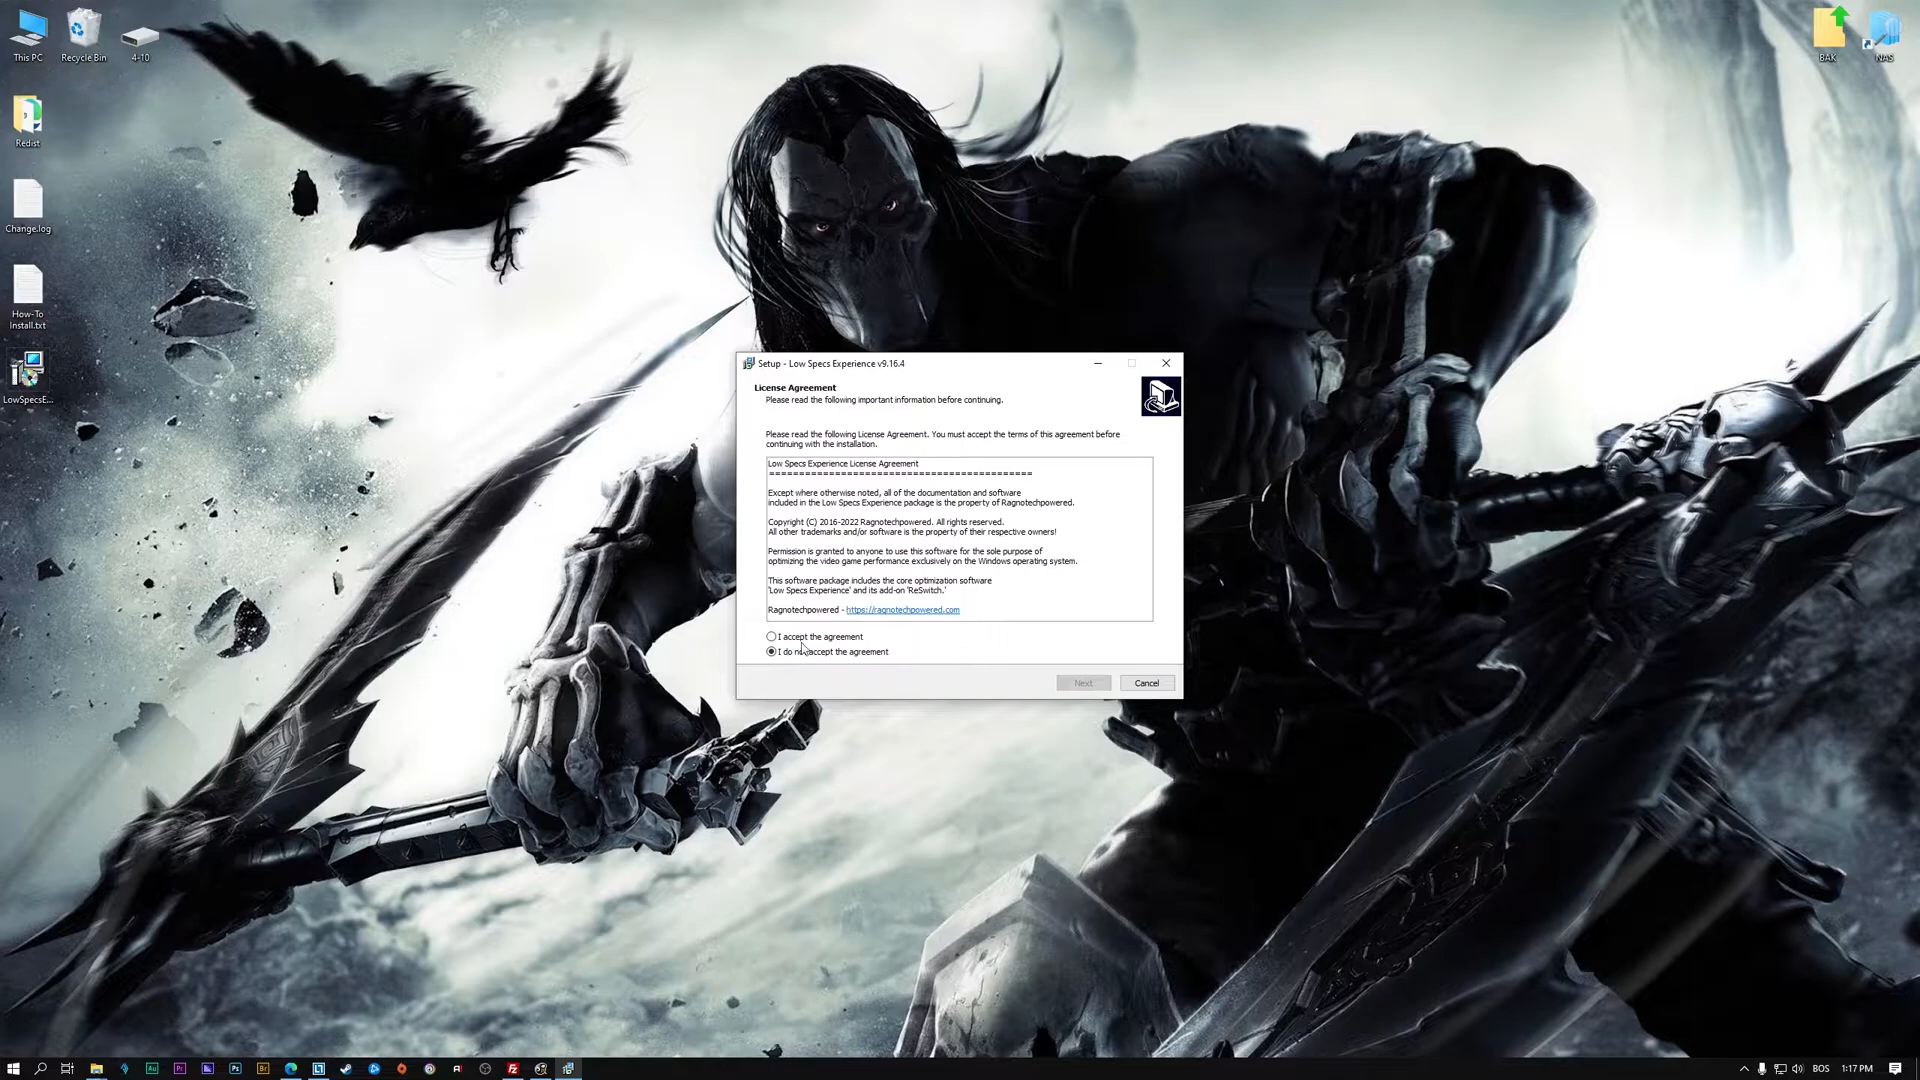 This PC
Recycle Bin
4-10
BAK
NAS
Redist
Change.log
How-To
Install.txt
LowSpecsE...
Setup - Low Specs Experience v9.16.4
License Agreement
Please read the following important information before continuing.
Please read the following License Agreement. You must accept the terms of this agreement before
continuing with the installation.
Low Specs Experience License Agreement
============================================
Except where otherwise noted, all of the documentation and software
included in the Low Specs Experience package is the property of Ragnotechpowered.
Copyright (C) 2016-2022 Ragnotechpowered. All rights reserved.
All other trademarks and/or software is the property of their respective owners!
Permission is granted to anyone to use this software for the sole purpose of
optimizing the video game performance exclusively on the Windows operating system.
This software package includes the core optimization software
'Low Specs Experience' and its add-on 'ReSwitch.'
Ragnotechpowered - https://ragnotechpowered.com
I accept the agreement
I do not accept the agreement
Next
Cancel
Au
Pr
Ps
Br
BOS
1:17 PM